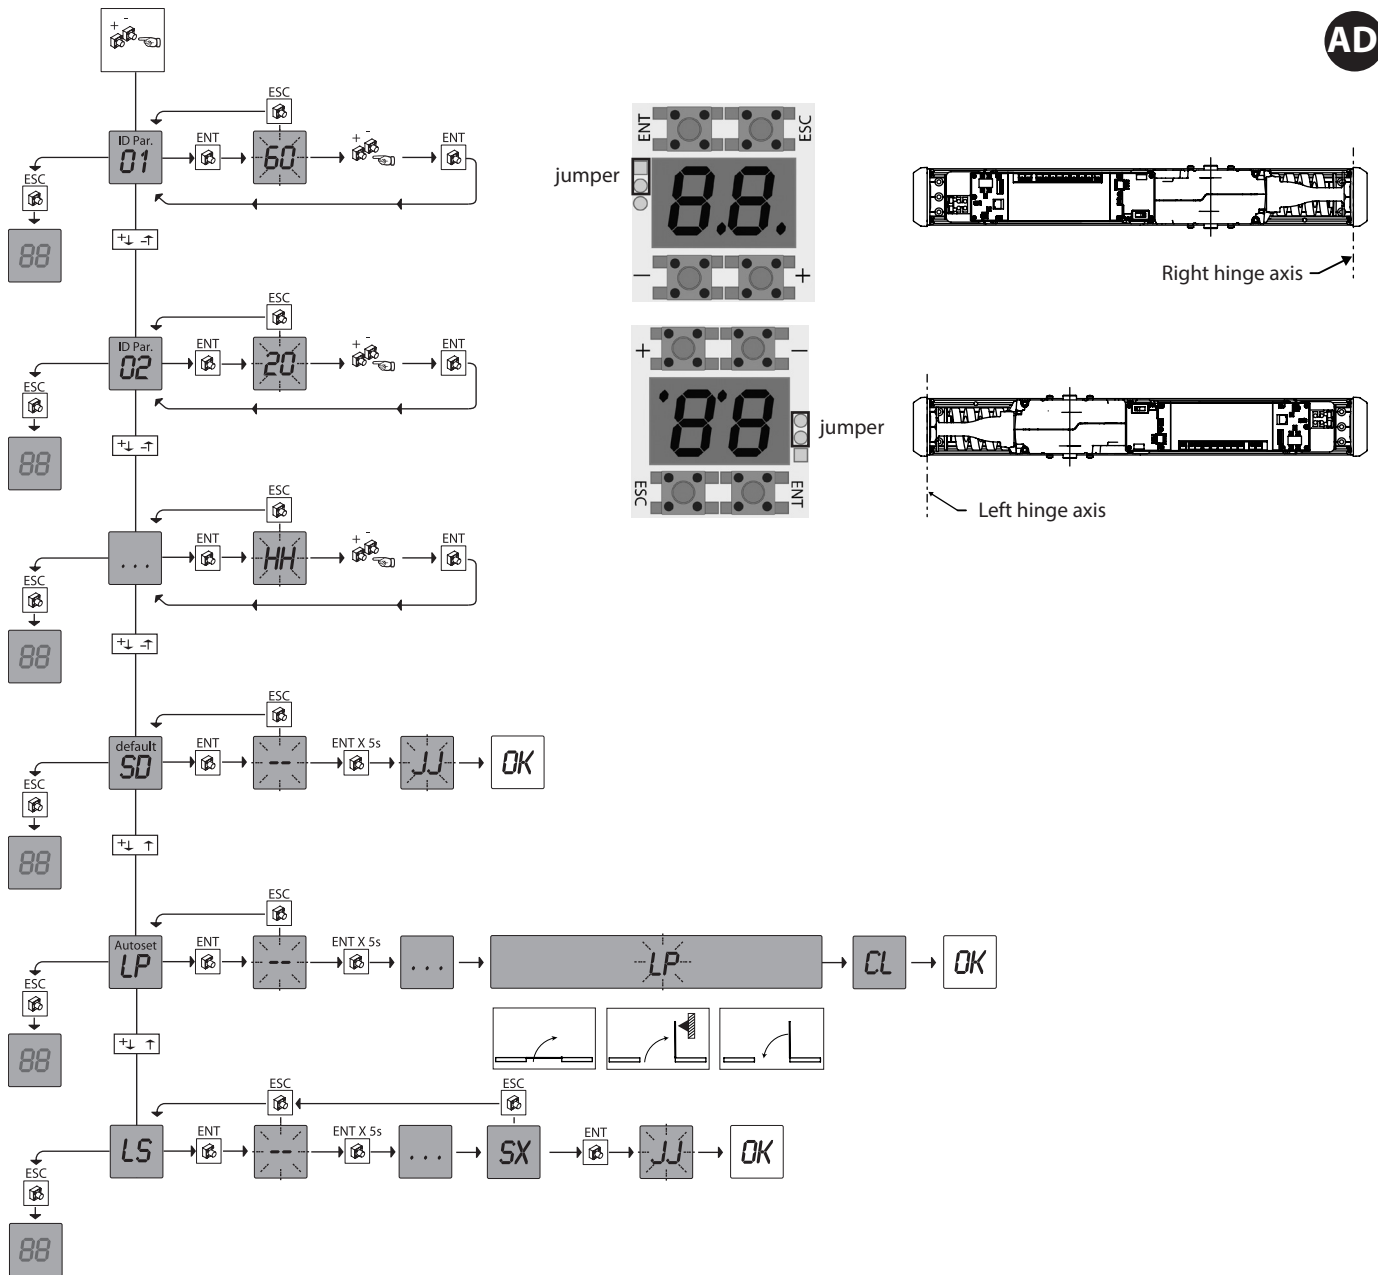 + -
AD
ESC
ID Par.
01
ENT
60
+ -
ENT
ESC
88
+ -
ENT
ESC
jumper
8.8.
- +
Right hinge axis
ESC
ID Par.
02
ENT
20
+ -
ENT
ESC
88
+ -
+ -
88
jumper
ESC
ENT
Left hinge axis
ESC
...
ENT
HH
+ -
ENT
ESC
88
+ -
ESC
default
SD
ENT
--
ENT X 5s
JJ
OK
ESC
88
+
ESC
Autoset
LP
ENT
--
ENT X 5s
...
LP
CL
OK
ESC
88
+
ESC
ESC
LS
ENT
--
ENT X 5s
...
SX
ENT
JJ
OK
ESC
88